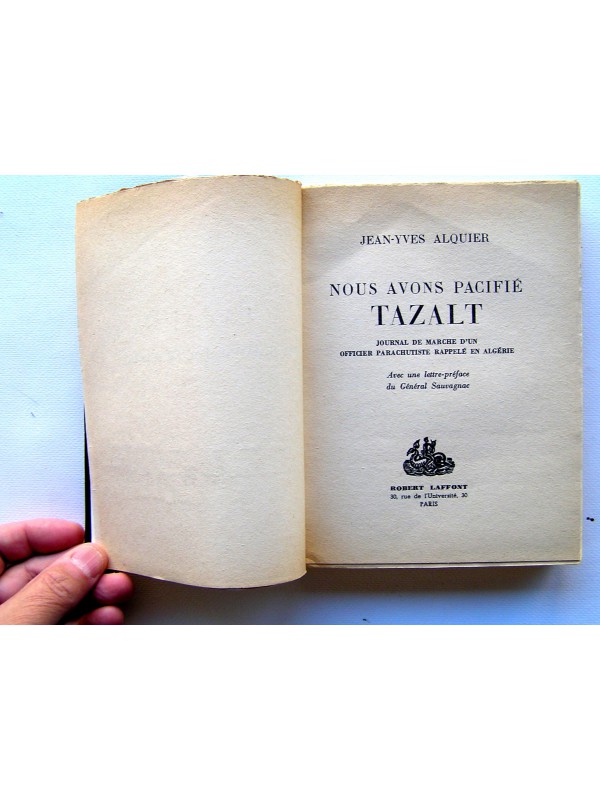 JEAN-YVES ALQUIER
NOUS AVONS PACIFIÉ
TAZALT
JOURNAL DE MARCHE D'UN
OFFICIER PARACHUTISTE RAPPELÉ EN ALGÉRIE
Avec une lettre-préface
du Général Sauvagnac
ROBERT LAFFONT
30, rue de l'Université, 30
PARIS